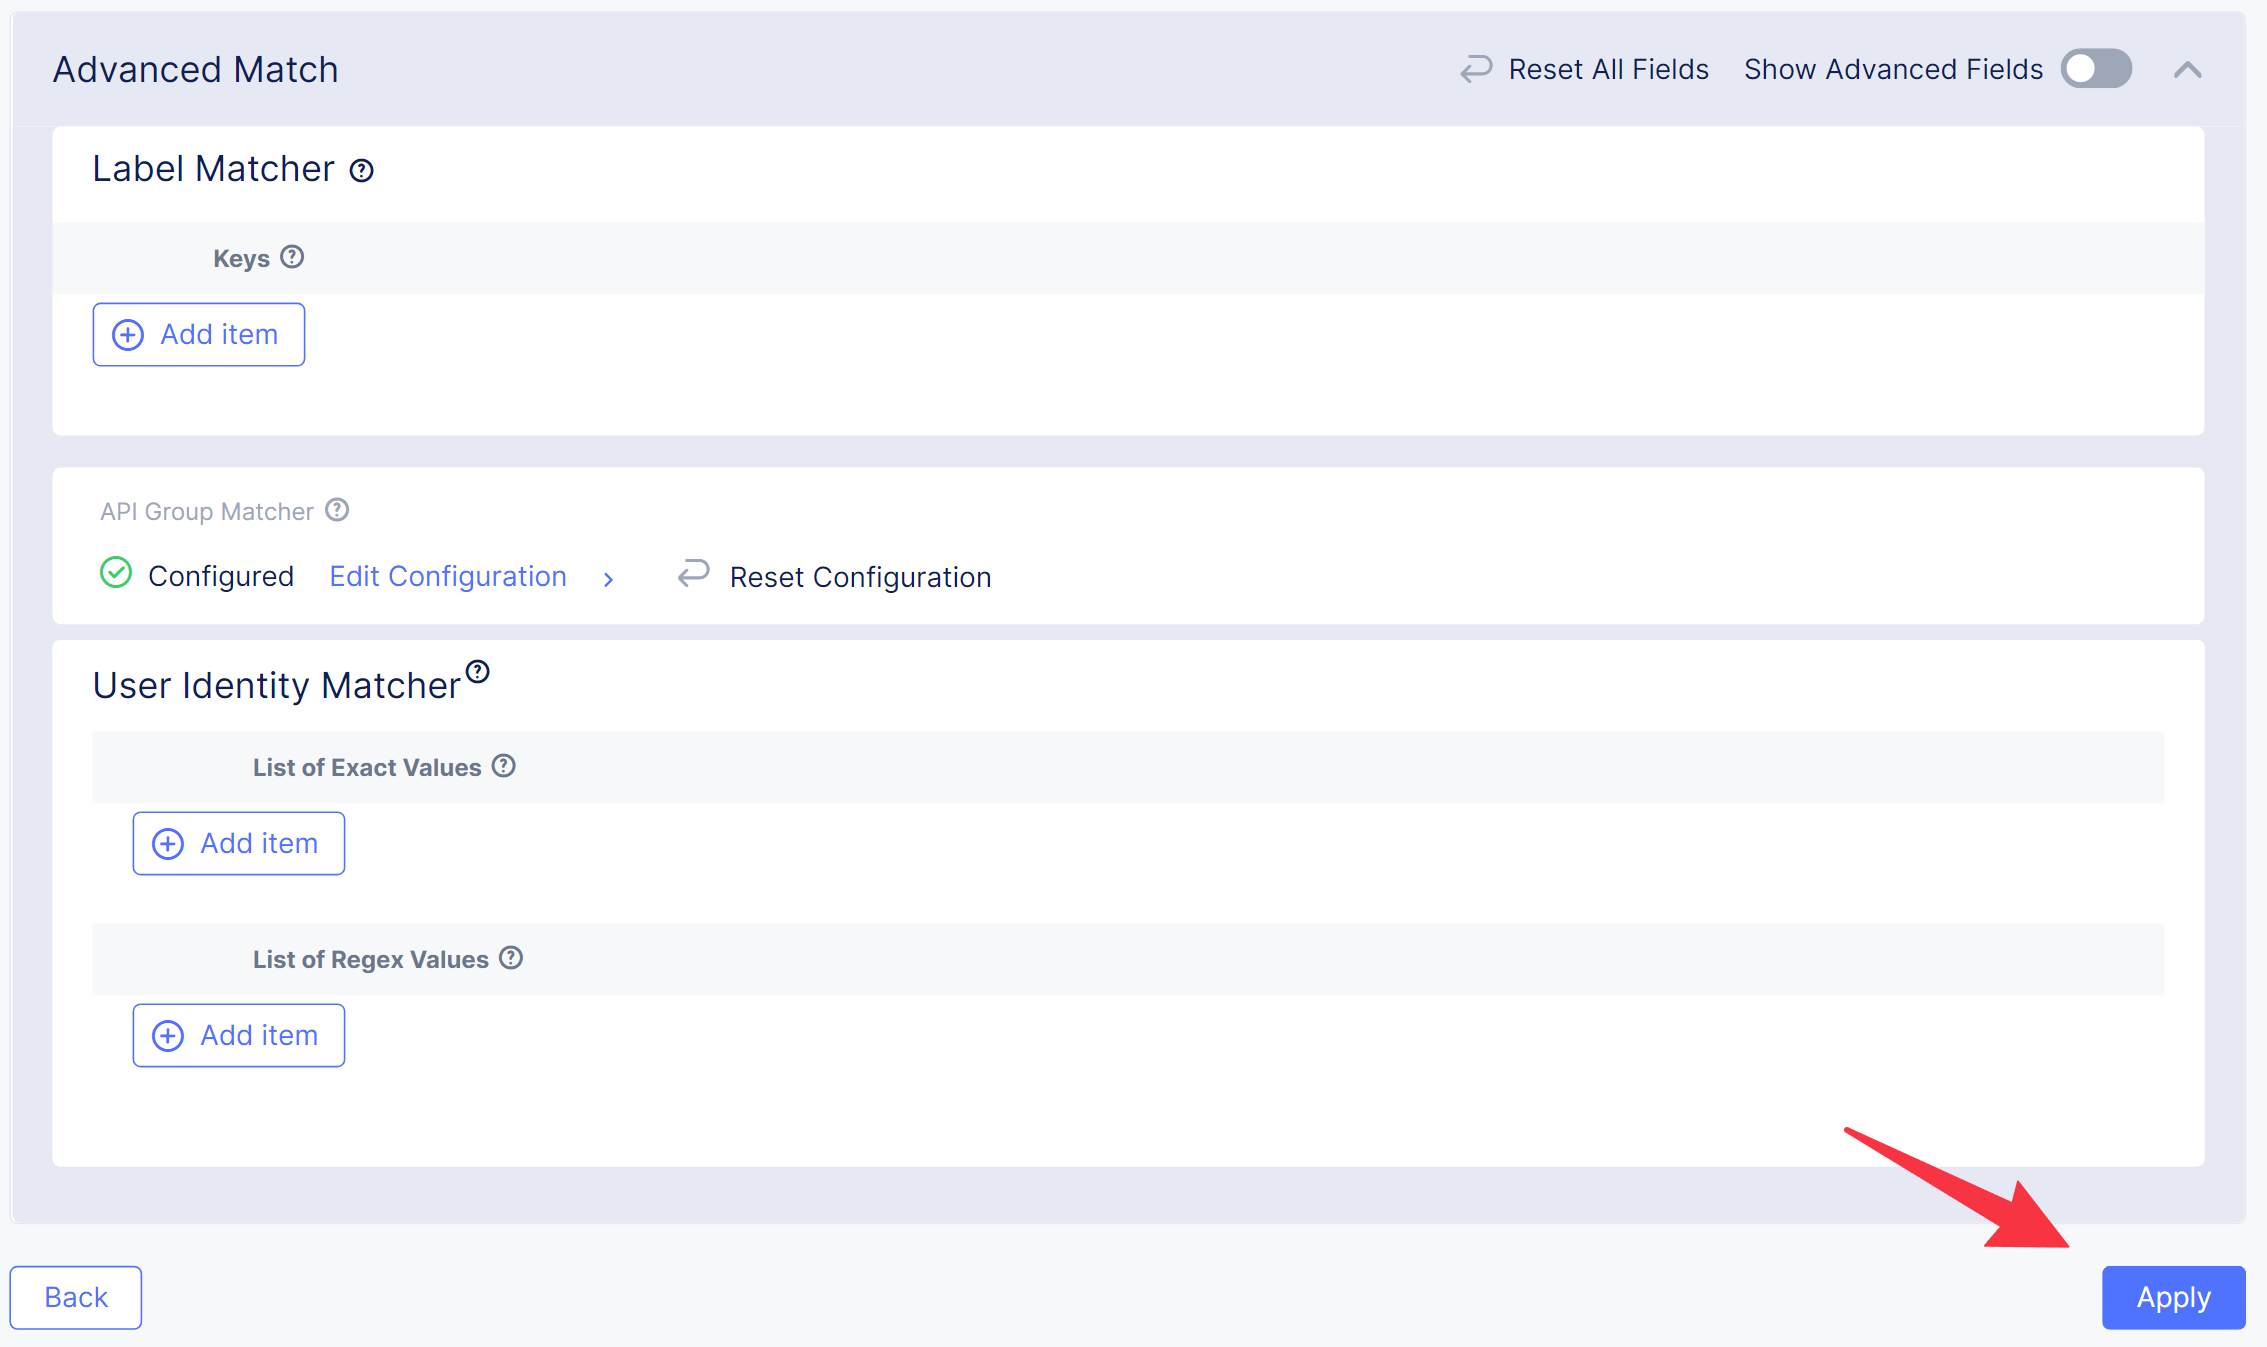 Advanced Match
Reset All Fields
Show Advanced Fields
Label Matcher
Keys
Add item
API Group Matcher
Configured
Edit Configuration
Reset Configuration
User Identity Matcher
List of Exact Values
Add item
List of Regex Values
Add item
Back
Apply